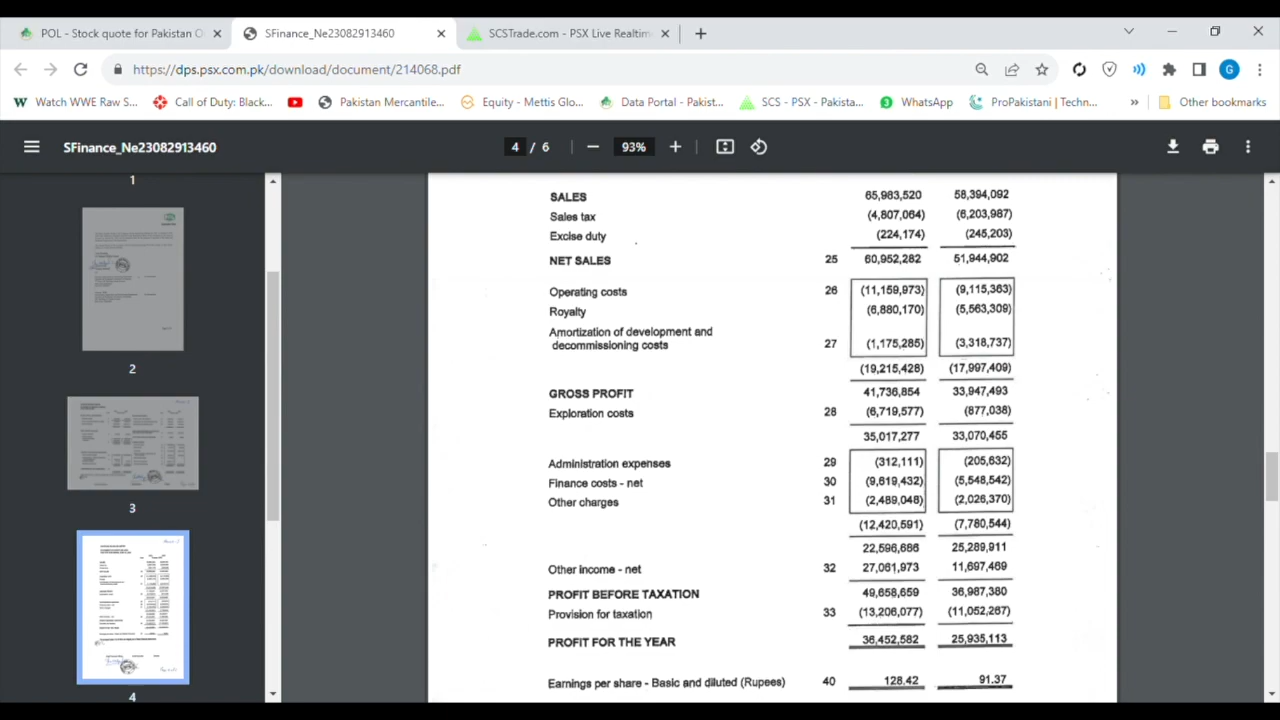 POL - Stock quote for Pakistan O
SFinance_Ne23082913460
SCSTrade.com - PSX Live Realtim
https://dps.psx.com.pk/download/document/214068.pdf
G
Watch WWE Raw S...
Call of Duty: Black...
Pakistan Mercantile...
Equity - Mettis Glo...
Data Portal - Pakist...
SCS - PSX - Pakista...
WhatsApp
ProPakistani | Techn...
»
Other bookmarks
SFinance_Ne23082913460
4 / 6
93%
1
2
3
4
SALES 65,983,520 58,394,092
Sales tax (4,807,064) (6,203,987)
Excise duty (224,174) (245,203)
NET SALES 25 60,952,282 51,944,902
Operating costs 26 (11,159,973) (9,115,363)
Royalty (6,880,170) (5,563,309)
Amortization of development and
decommissioning costs 27 (1,175,285) (3,318,737)
(19,215,428) (17,997,409)
GROSS PROFIT 41,736,854 33,947,493
Exploration costs 28 (6,719,577) (877,038)
35,017,277 33,070,455
Administration expenses 29 (312,111) (205,632)
Finance costs - net 30 (9,619,432) (5,548,542)
Other charges 31 (2,489,048) (2,026,370)
(12,420,591) (7,780,544)
22,596,686 25,289,911
Other income - net 32 27,061,973 11,697,469
PROFIT BEFORE TAXATION 49,658,659 36,987,380
Provision for taxation 33 (13,206,077) (11,052,267)
PROFIT FOR THE YEAR 36,452,582 25,935,113
Earnings per share - Basic and diluted (Rupees) 40 128.42 91.37